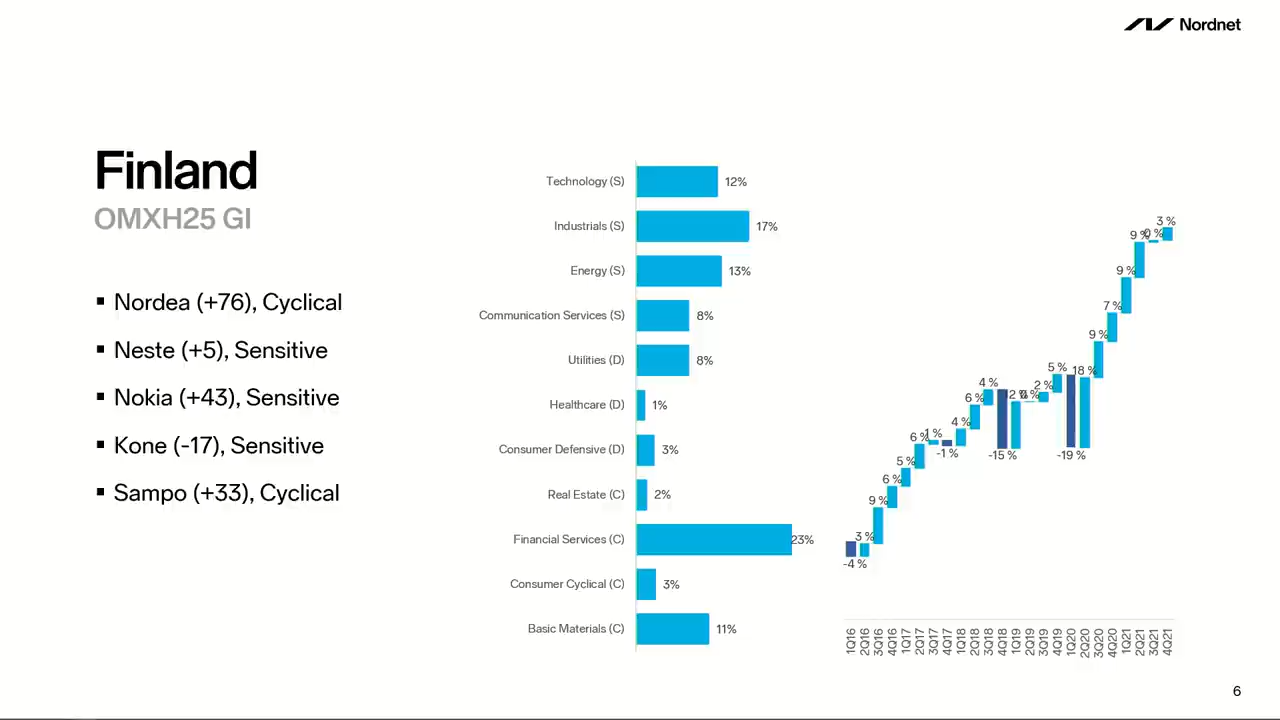 Nordnet
Finland
OMXH25 GI
▪ Nordea (+76), Cyclical
▪ Neste (+5), Sensitive
▪ Nokia (+43), Sensitive
▪ Kone (-17), Sensitive
▪ Sampo (+33), Cyclical
Technology (S) 12%
Industrials (S) 17%
Energy (S) 13%
Communication Services (S) 8%
Utilities (D) 8%
Healthcare (D) 1%
Consumer Defensive (D) 3%
Real Estate (C) 2%
Financial Services (C) 23%
Consumer Cyclical (C) 3%
Basic Materials (C) 11%
-4 %
3 %
9 %
6 %
5 %
6 %
1 %
-1 %
4 %
6 %
4 %
-15 %
12 %
0 %
2 %
5 %
-19 %
18 %
9 %
7 %
9 %
9 %
0 %
3 %
1Q16
2Q16
3Q16
4Q16
1Q17
2Q17
3Q17
4Q17
1Q18
2Q18
3Q18
4Q18
1Q19
2Q19
3Q19
4Q19
1Q20
2Q20
3Q20
4Q20
1Q21
2Q21
3Q21
4Q21
6